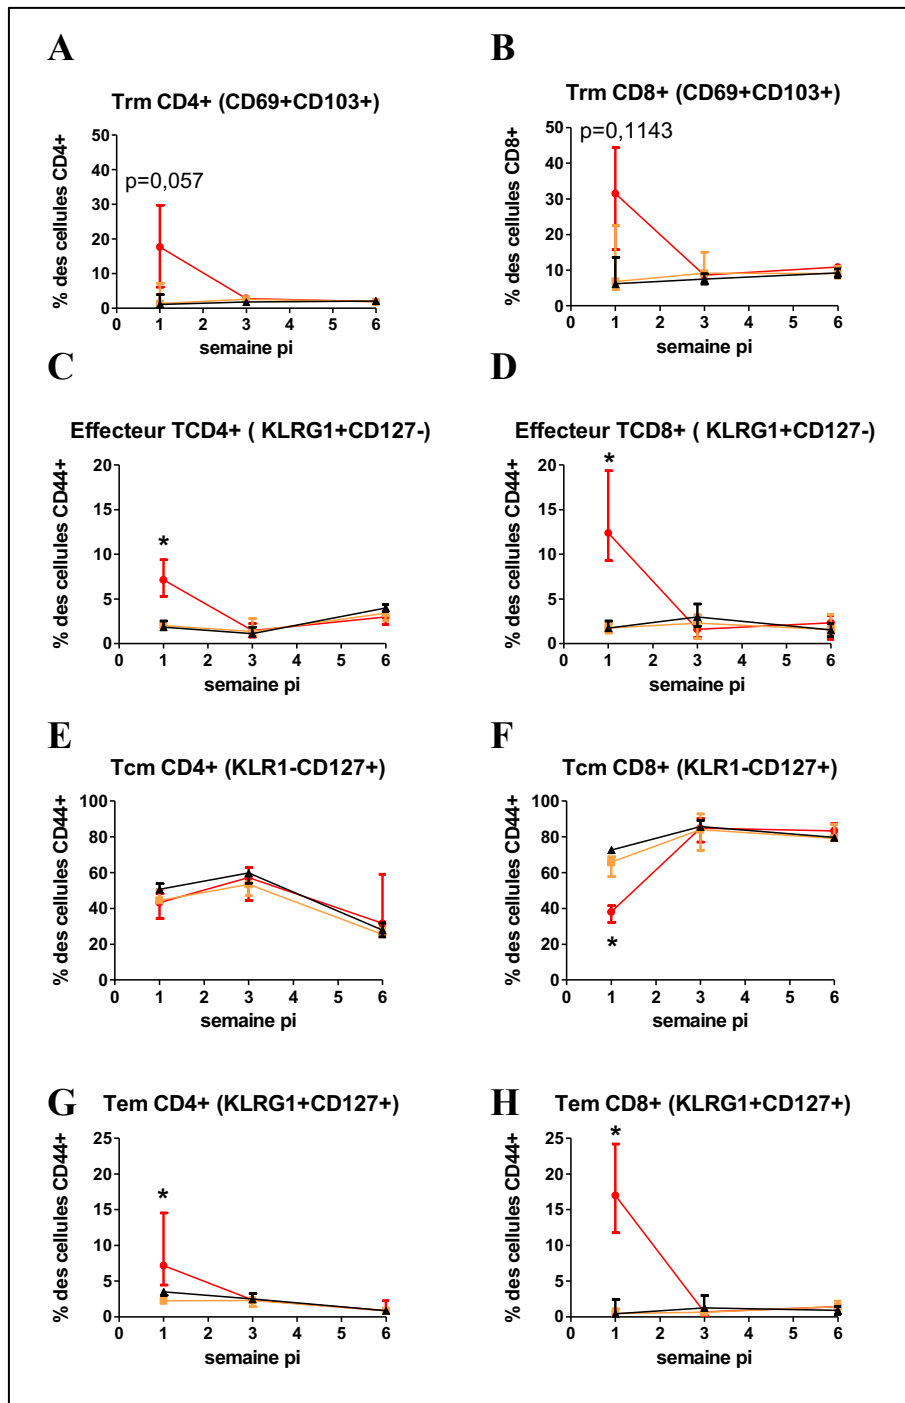 A
Trm CD4+ (CD69+CD103+)
% des cellules CD4+
50
40
30
20
10
0
p=0,057
0 1 2 3 4 5 6
semaine pi
B
Trm CD8+ (CD69+CD103+)
% des cellules CD8+
50
40
30
20
10
0
p=0,1143
0 1 2 3 4 5 6
semaine pi
C
Effecteur TCD4+ ( KLRG1+CD127-)
% des cellules CD44+
20
15
10
5
0
*
0 1 2 3 4 5 6
semaine pi
D
Effecteur TCD8+ ( KLRG1+CD127-)
% des cellules CD44+
20
15
10
5
0
*
0 1 2 3 4 5 6
semaine pi
E
Tcm CD4+ (KLR1-CD127+)
% des cellules CD44+
100
80
60
40
20
0
0 1 2 3 4 5 6
semaine pi
F
Tcm CD8+ (KLR1-CD127+)
% des cellules CD44+
100
80
60
40
20
0
*
0 1 2 3 4 5 6
semaine pi
G
Tem CD4+ (KLRG1+CD127+)
% des cellules CD44+
25
20
15
10
5
0
*
0 1 2 3 4 5 6
semaine pi
H
Tem CD8+ (KLRG1+CD127+)
% des cellules CD44+
25
20
15
10
5
0
*
0 1 2 3 4 5 6
semaine pi